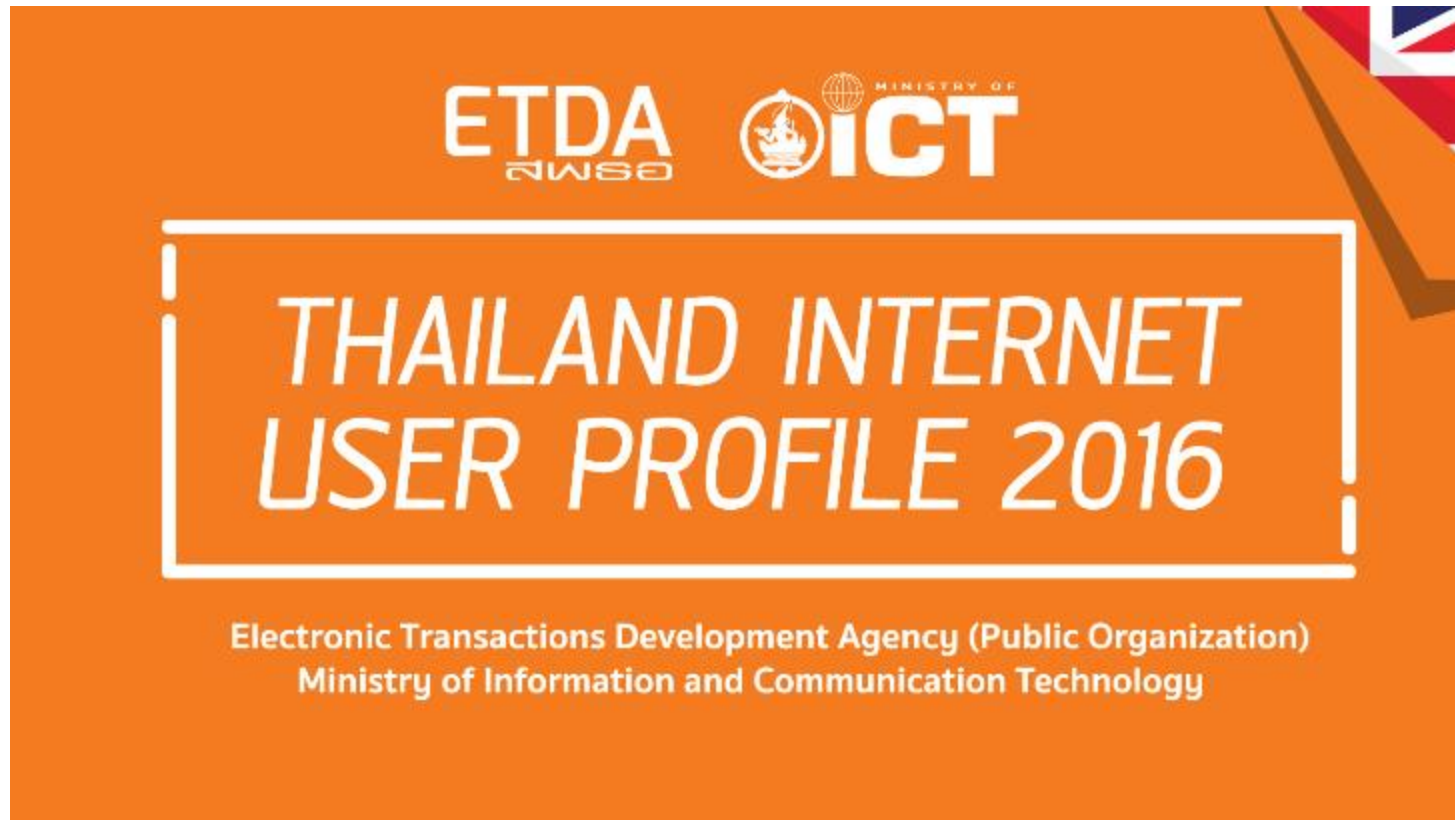 ETDA
สพธอ
MINISTRY OF
ICT
THAILAND INTERNET
USER PROFILE 2016
Electronic Transactions Development Agency (Public Organization)
Ministry of Information and Communication Technology